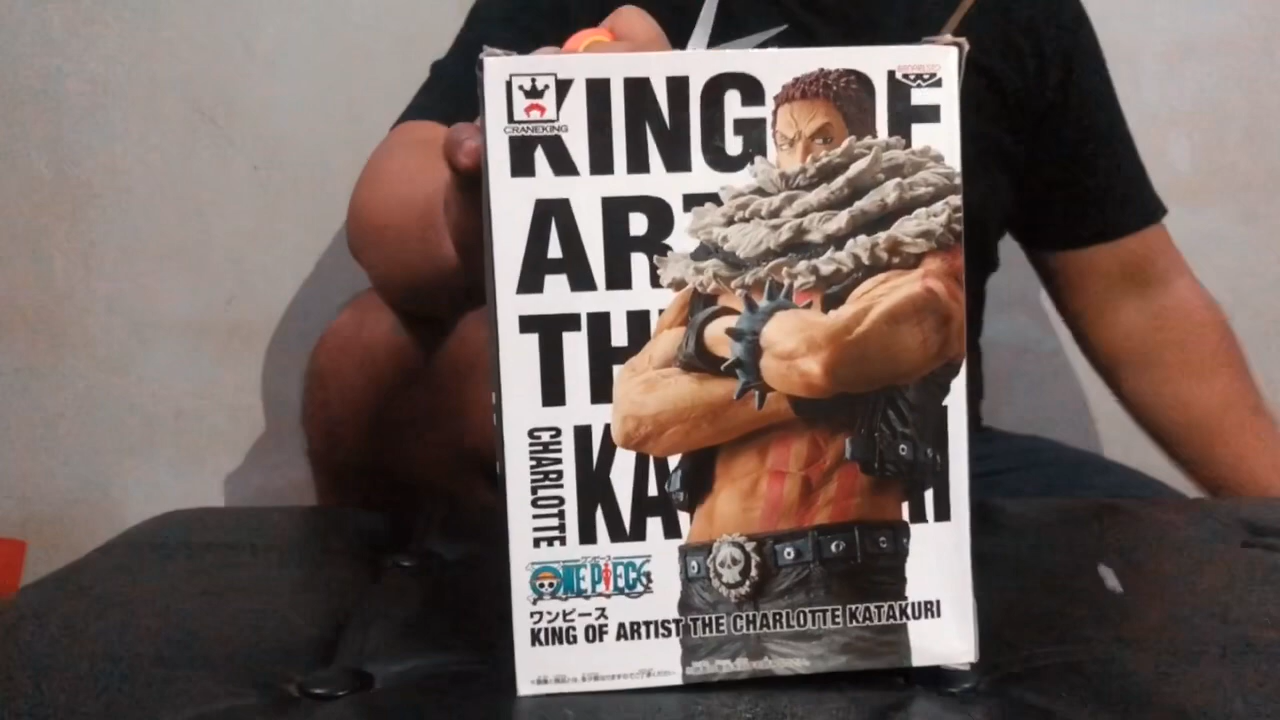 KING OF
CRANEKING
BANPRESTO
ART
TH
CHARLOTTE
KA
ONE PIECE
ワンピース
KING OF ARTIST THE CHARLOTTE KATAKURI